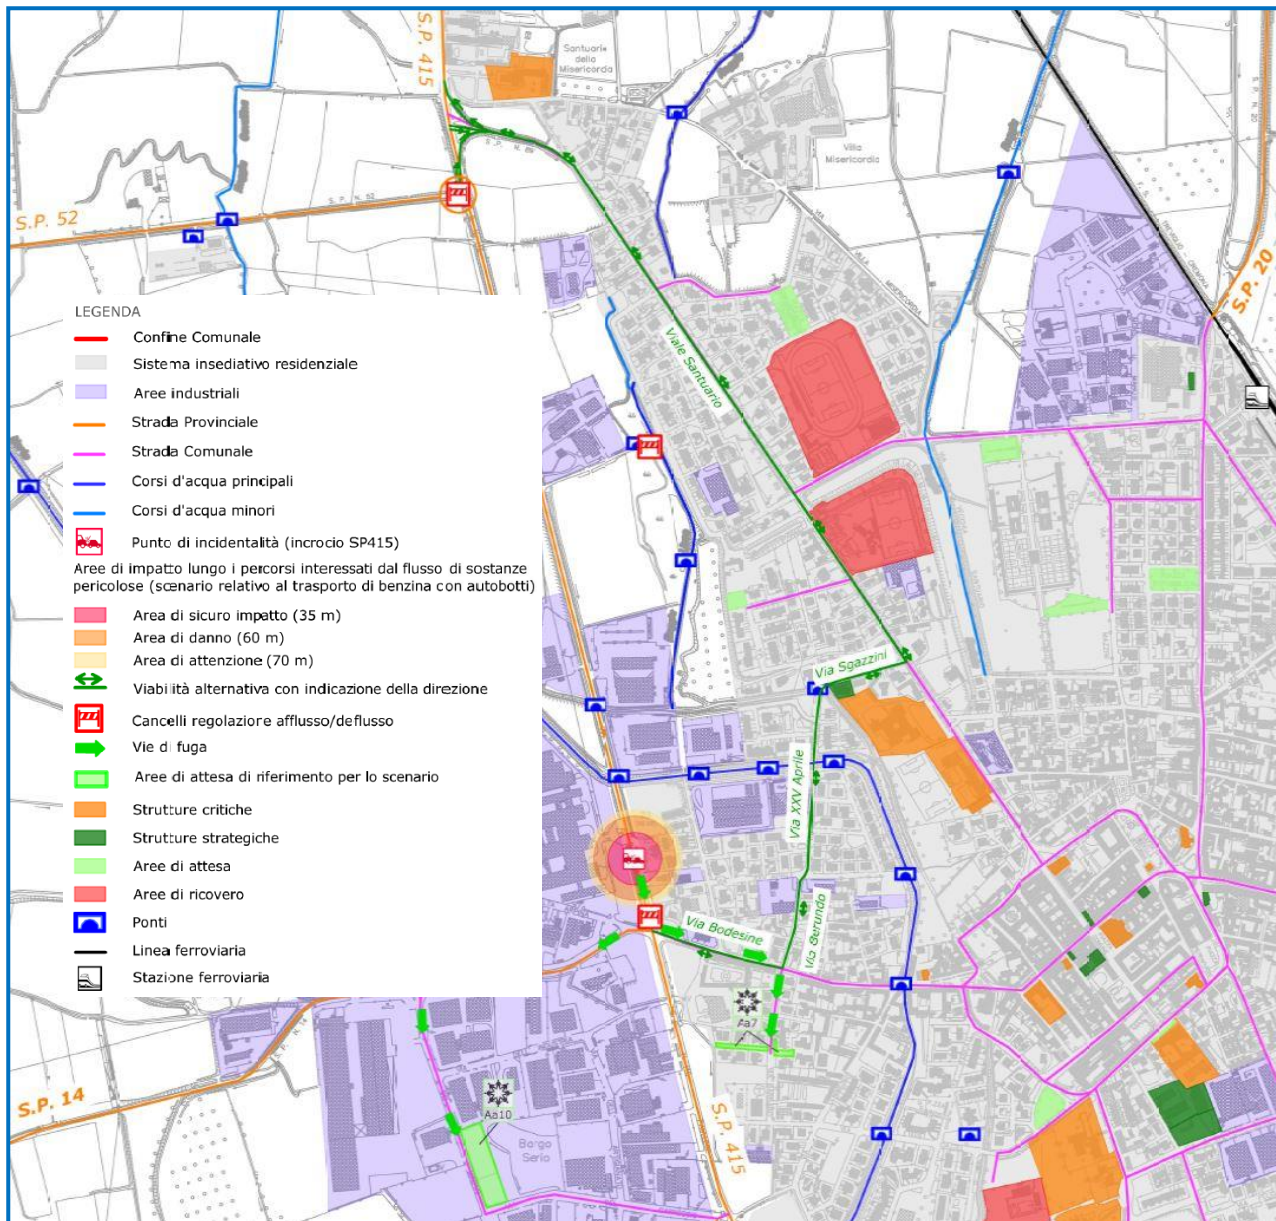 S.P. 415
Santuario
della
Misericordia
S.P. N.
Villa
Misericordia
S.P. N. 20
S.P. 52
S.P. N. 52
VIA
MISERICORDIA
S.P. 20
LEGENDA
Confine Comunale
Sistema insediativo residenziale
Aree industriali
Strada Provinciale
Strada Comunale
Corsi d'acqua principali
Corsi d'acqua minori
Punto di incidentalità (incrocio SP415)
Aree di impatto lungo i percorsi interessati dal flusso di sostanze
pericolose (scenario relativo al trasporto di benzina con autobotti)
Area di sicuro impatto (35 m)
Area di danno (60 m)
Area di attenzione (70 m)
Viabilità alternativa con indicazione della direzione
Cancelli regolazione afflusso/deflusso
Vie di fuga
Aree di attesa di riferimento per lo scenario
Strutture critiche
Strutture strategiche
Aree di attesa
Aree di ricovero
Ponti
Linea ferroviaria
Stazione ferroviaria
Viale Santuario
Via Sgazzini
Via XXV Aprile
Via Bodesine
Via Berundo
Aa7
S.P. N. 14
S.P. 14
Aa10
Borgo
Serio
S.P. 415